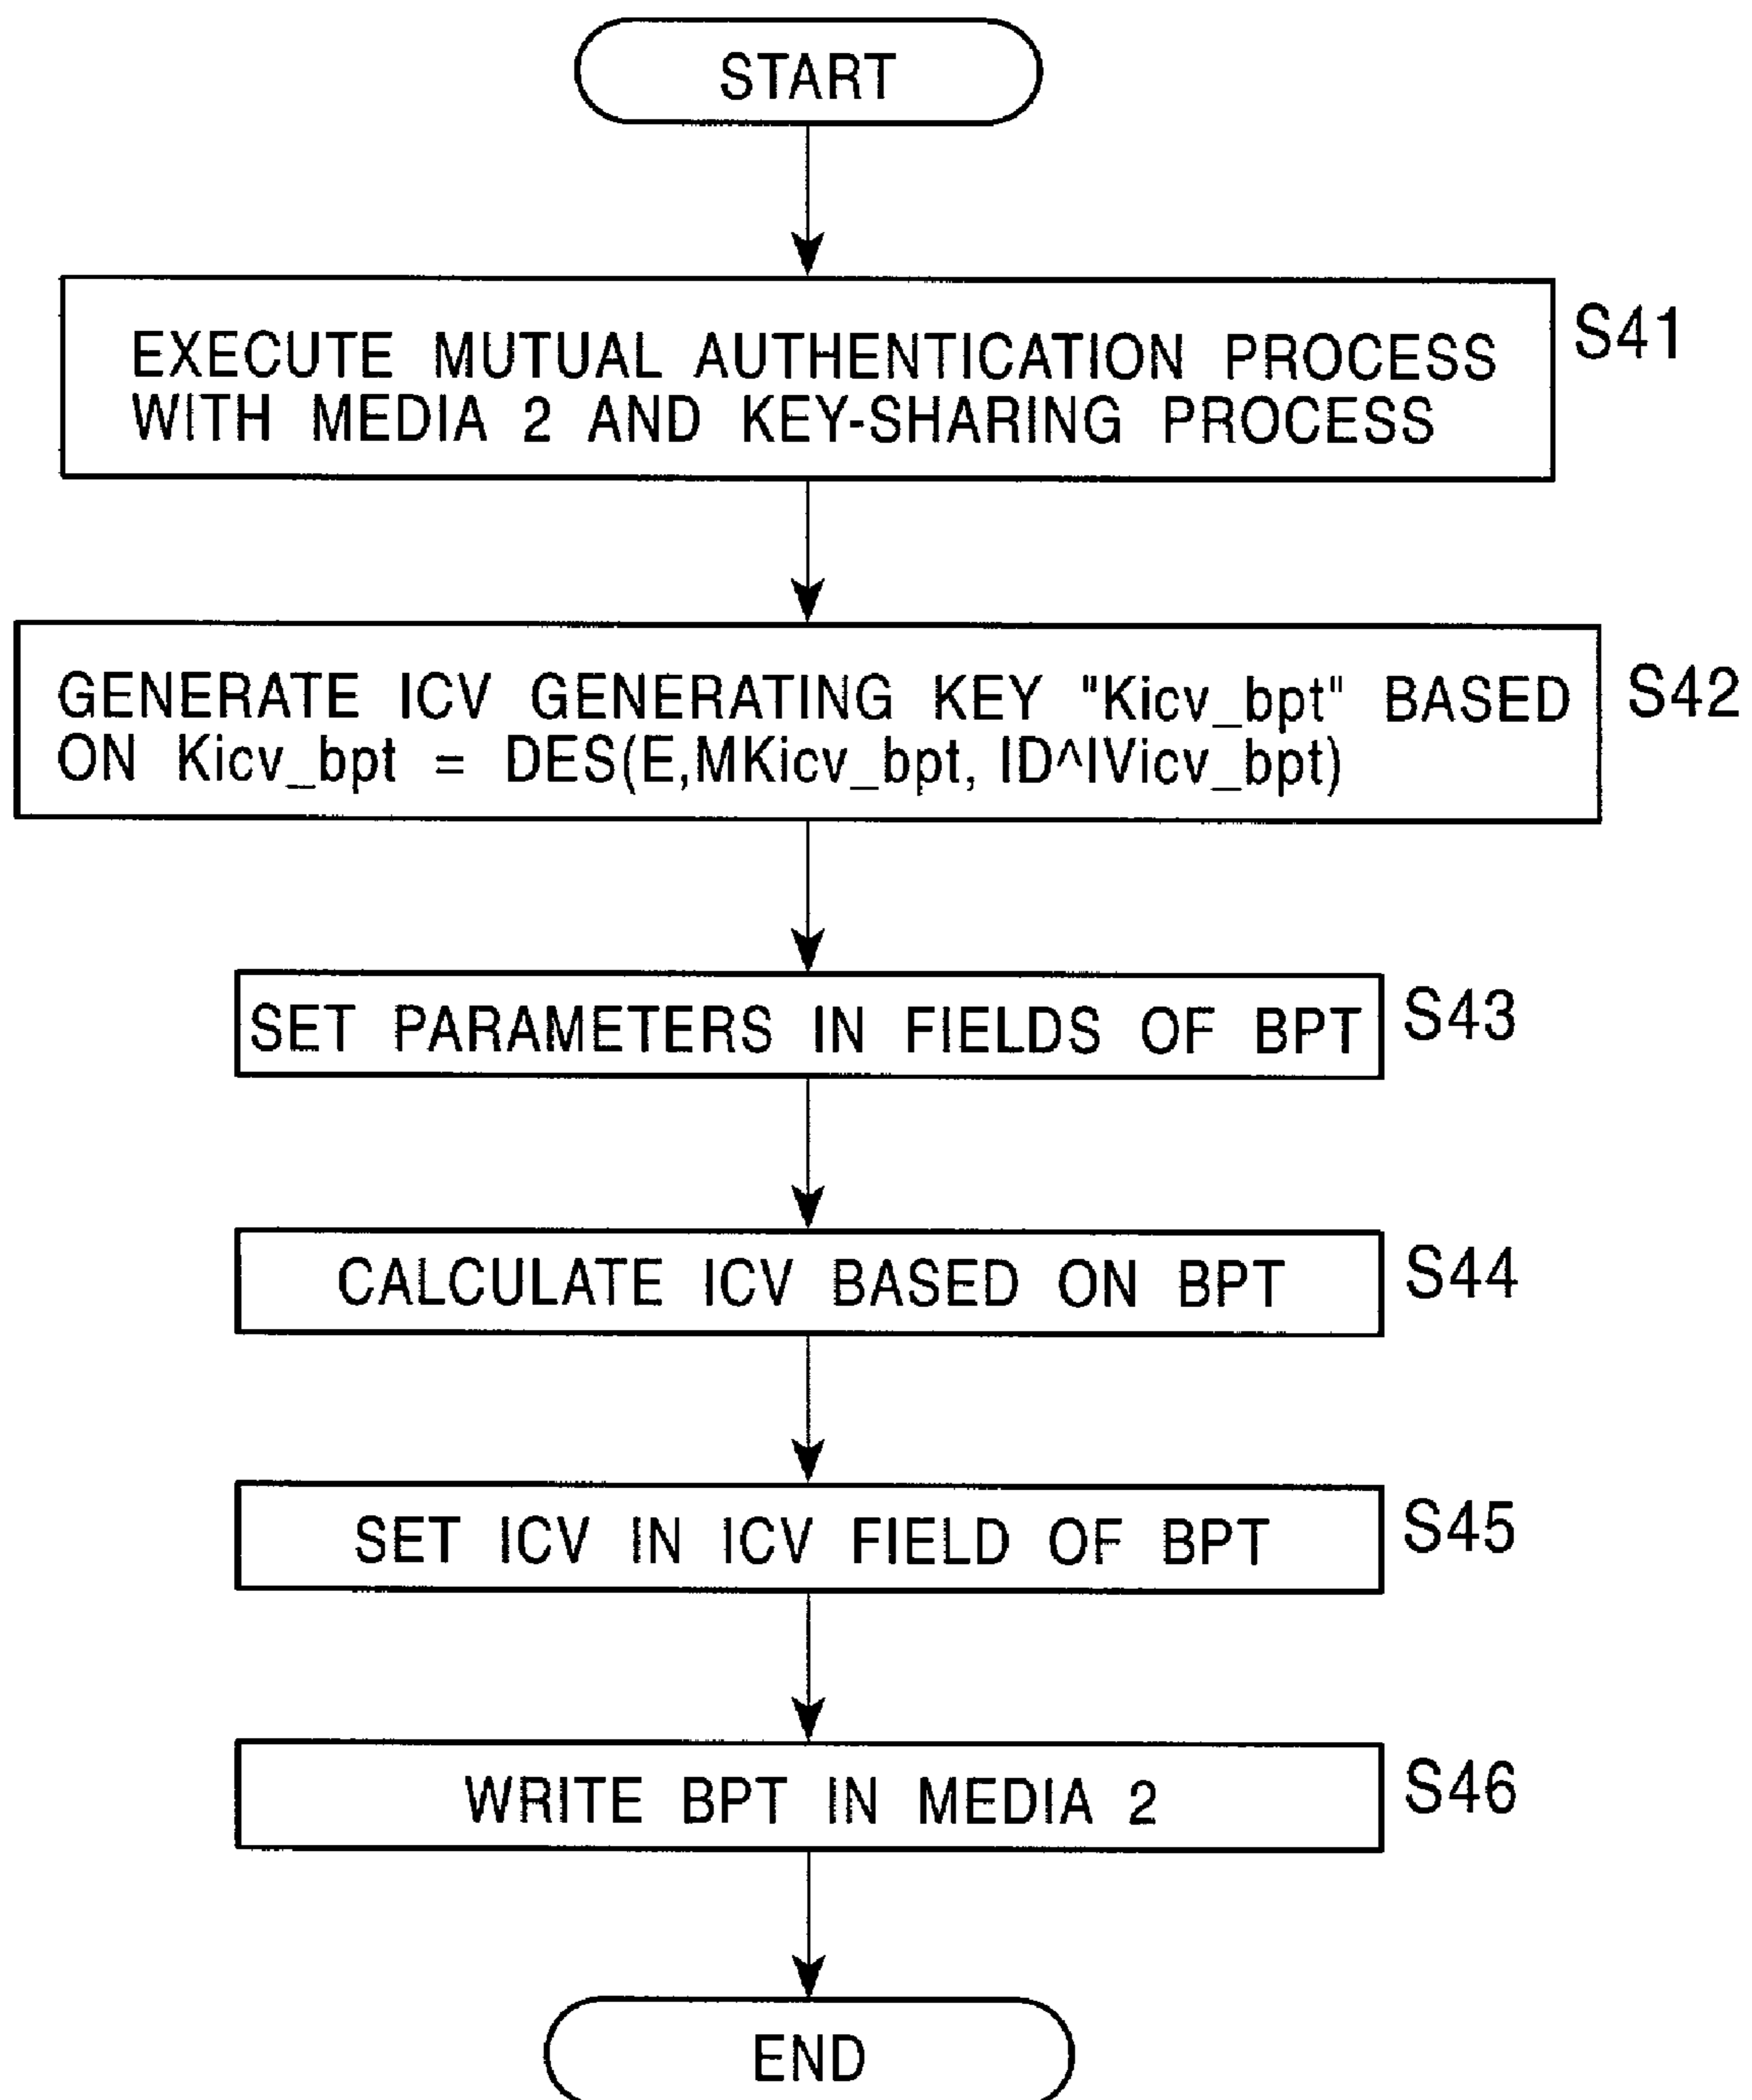 START
EXECUTE MUTUAL AUTHENTICATION PROCESS
WITH MEDIA 2 AND KEY-SHARING PROCESS
S41
GENERATE ICV GENERATING KEY "Kicv_bpt" BASED
ON Kicv_bpt = DES(E,MKicv_bpt, ID^IVicv_bpt)
S42
SET PARAMETERS IN FIELDS OF BPT
S43
CALCULATE ICV BASED ON BPT
S44
SET ICV IN ICV FIELD OF BPT
S45
WRITE BPT IN MEDIA 2
S46
END